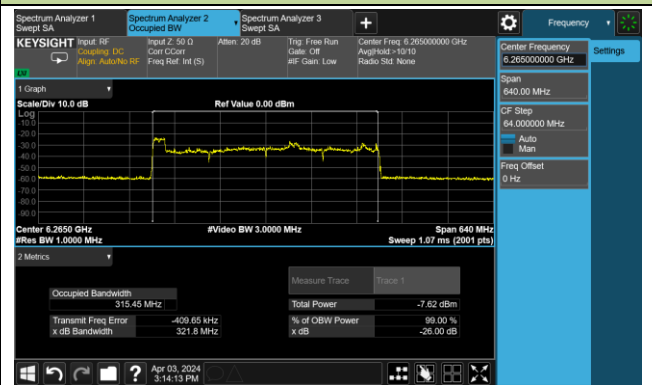 Spectrum Analyzer 1
Swept SA
Spectrum Analyzer 2
Occupied BW
Spectrum Analyzer 3
Swept SA
+
Frequency
KEYSIGHT
LXI
Input: RF
Coupling: DC
Align: Auto/No RF
Input Z: 50 Ω
Corr CCorr
Freq Ref: Int (S)
Atten: 20 dB
Trig: Free Run
Gate: Off
#IF Gain: Low
Center Freq: 6.265000000 GHz
Avg|Hold:>10/10
Radio Std: None
Center Frequency
6.265000000 GHz
Settings
Span
640.00 MHz
CF Step
64.000000 MHz
Auto
Man
Freq Offset
0 Hz
1 Graph
Scale/Div 10.0 dB
Ref Value 0.00 dBm
Log
-10.0
-20.0
-30.0
-40.0
-50.0
-60.0
-70.0
-80.0
-90.0
Center 6.2650 GHz
#Video BW 3.0000 MHz
Span 640 MHz
#Res BW 1.0000 MHz
Sweep 1.07 ms (2001 pts)
2 Metrics
Measure Trace
Trace 1
Occupied Bandwidth
315.45 MHz
Total Power
-7.62 dBm
Transmit Freq Error
-409.65 kHz
% of OBW Power
99.00 %
x dB Bandwidth
321.8 MHz
x dB
-26.00 dB
?
Apr 03, 2024
3:14:13 PM